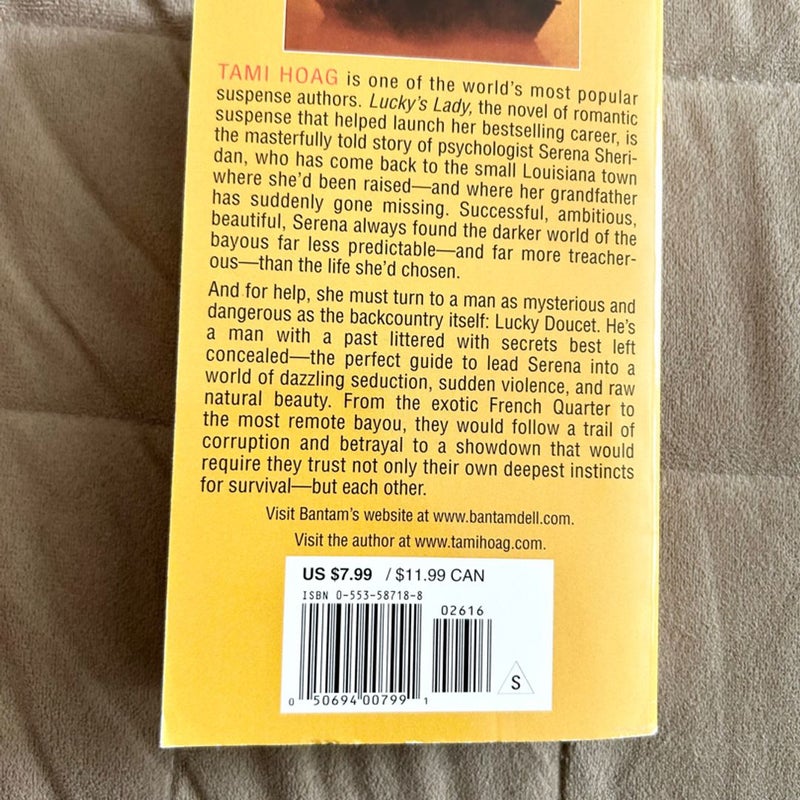 TAMI HOAG is one of the world's most popular
suspense authors. Lucky's Lady, the novel of romantic
suspense that helped launch her bestselling career, is
the masterfully told story of psychologist Serena Sheri-
dan, who has come back to the small Louisiana town
where she'd been raised—and where her grandfather
has suddenly gone missing. Successful, ambitious,
beautiful, Serena always found the darker world of the
bayous far less predictable—and far more treacher-
ous—than the life she'd chosen.
And for help, she must turn to a man as mysterious and
dangerous as the backcountry itself: Lucky Doucet. He's
a man with a past littered with secrets best left
concealed—the perfect guide to lead Serena into a
world of dazzling seduction, sudden violence, and raw
natural beauty. From the exotic French Quarter to
the most remote bayou, they would follow a trail of
corruption and betrayal to a showdown that would
require they trust not only their own deepest instincts
for survival—but each other.
Visit Bantam's website at www.bantamdell.com.
Visit the author at www.tamihoag.com.
US $7.99 / $11.99 CAN
ISBN 0-553-58718-8
02616
S
0 50694 00799 1